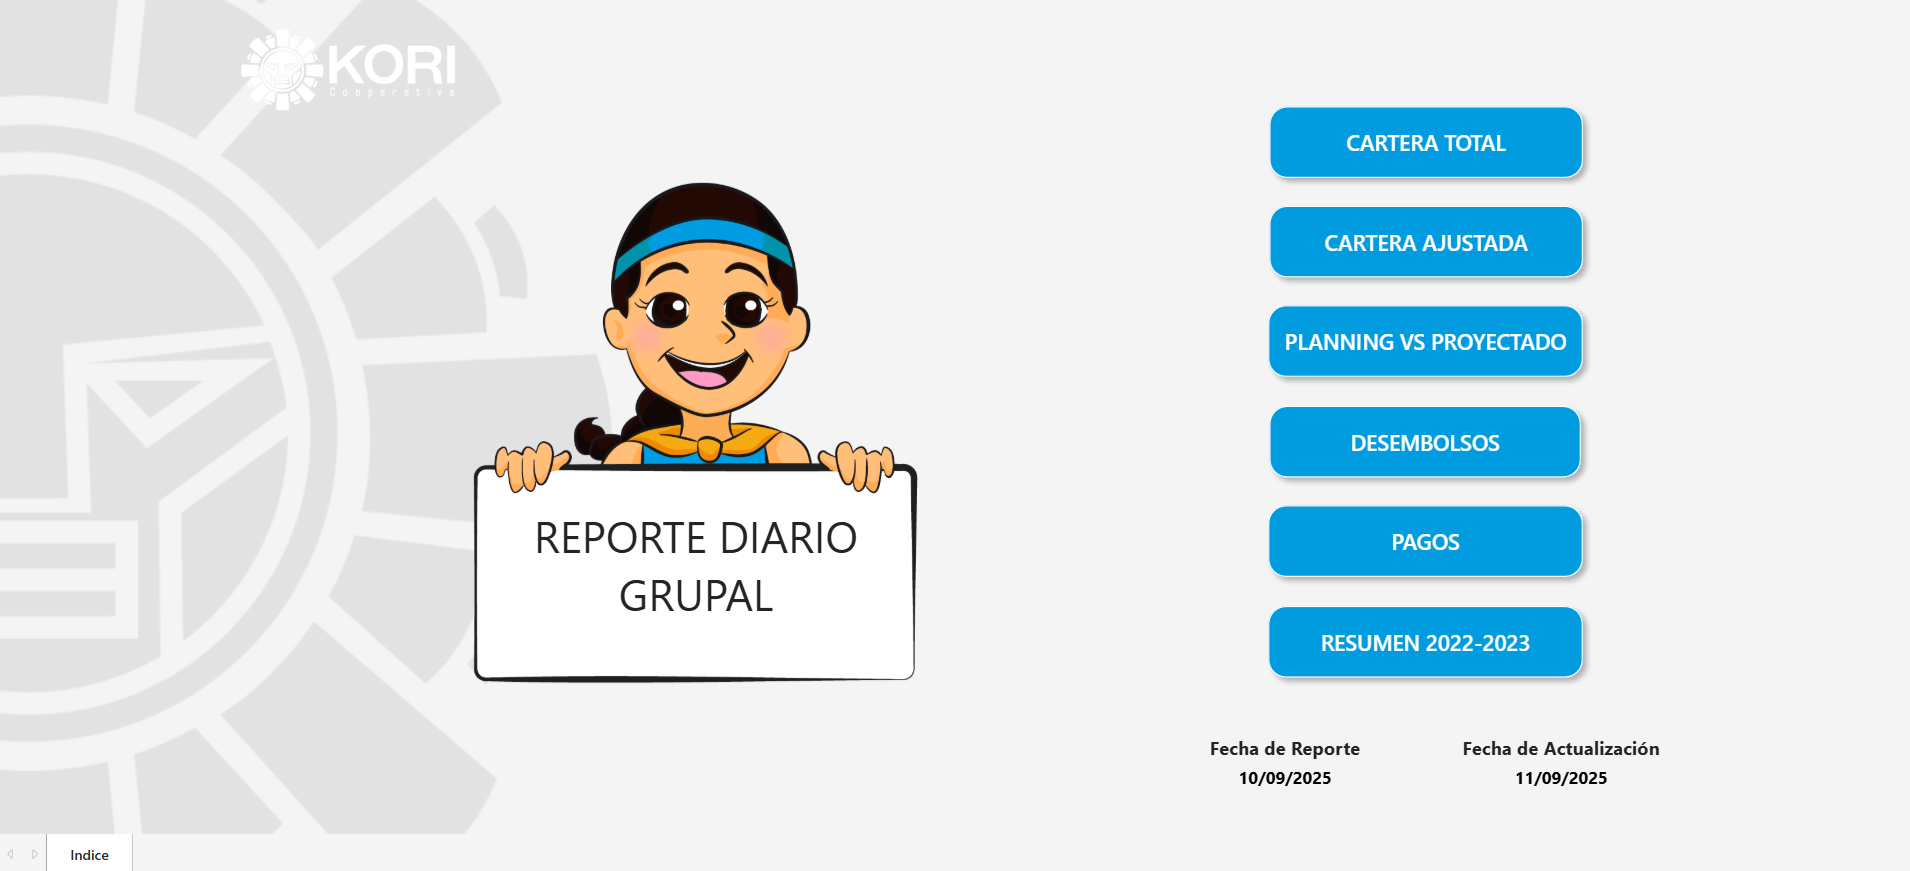 KORI
Cooperativa
REPORTE DIARIO
GRUPAL
CARTERA TOTAL
CARTERA AJUSTADA
PLANNING VS PROYECTADO
DESEMBOLSOS
PAGOS
RESUMEN 2022-2023
Fecha de Reporte
10/09/2025
Fecha de Actualización
11/09/2025
Indice